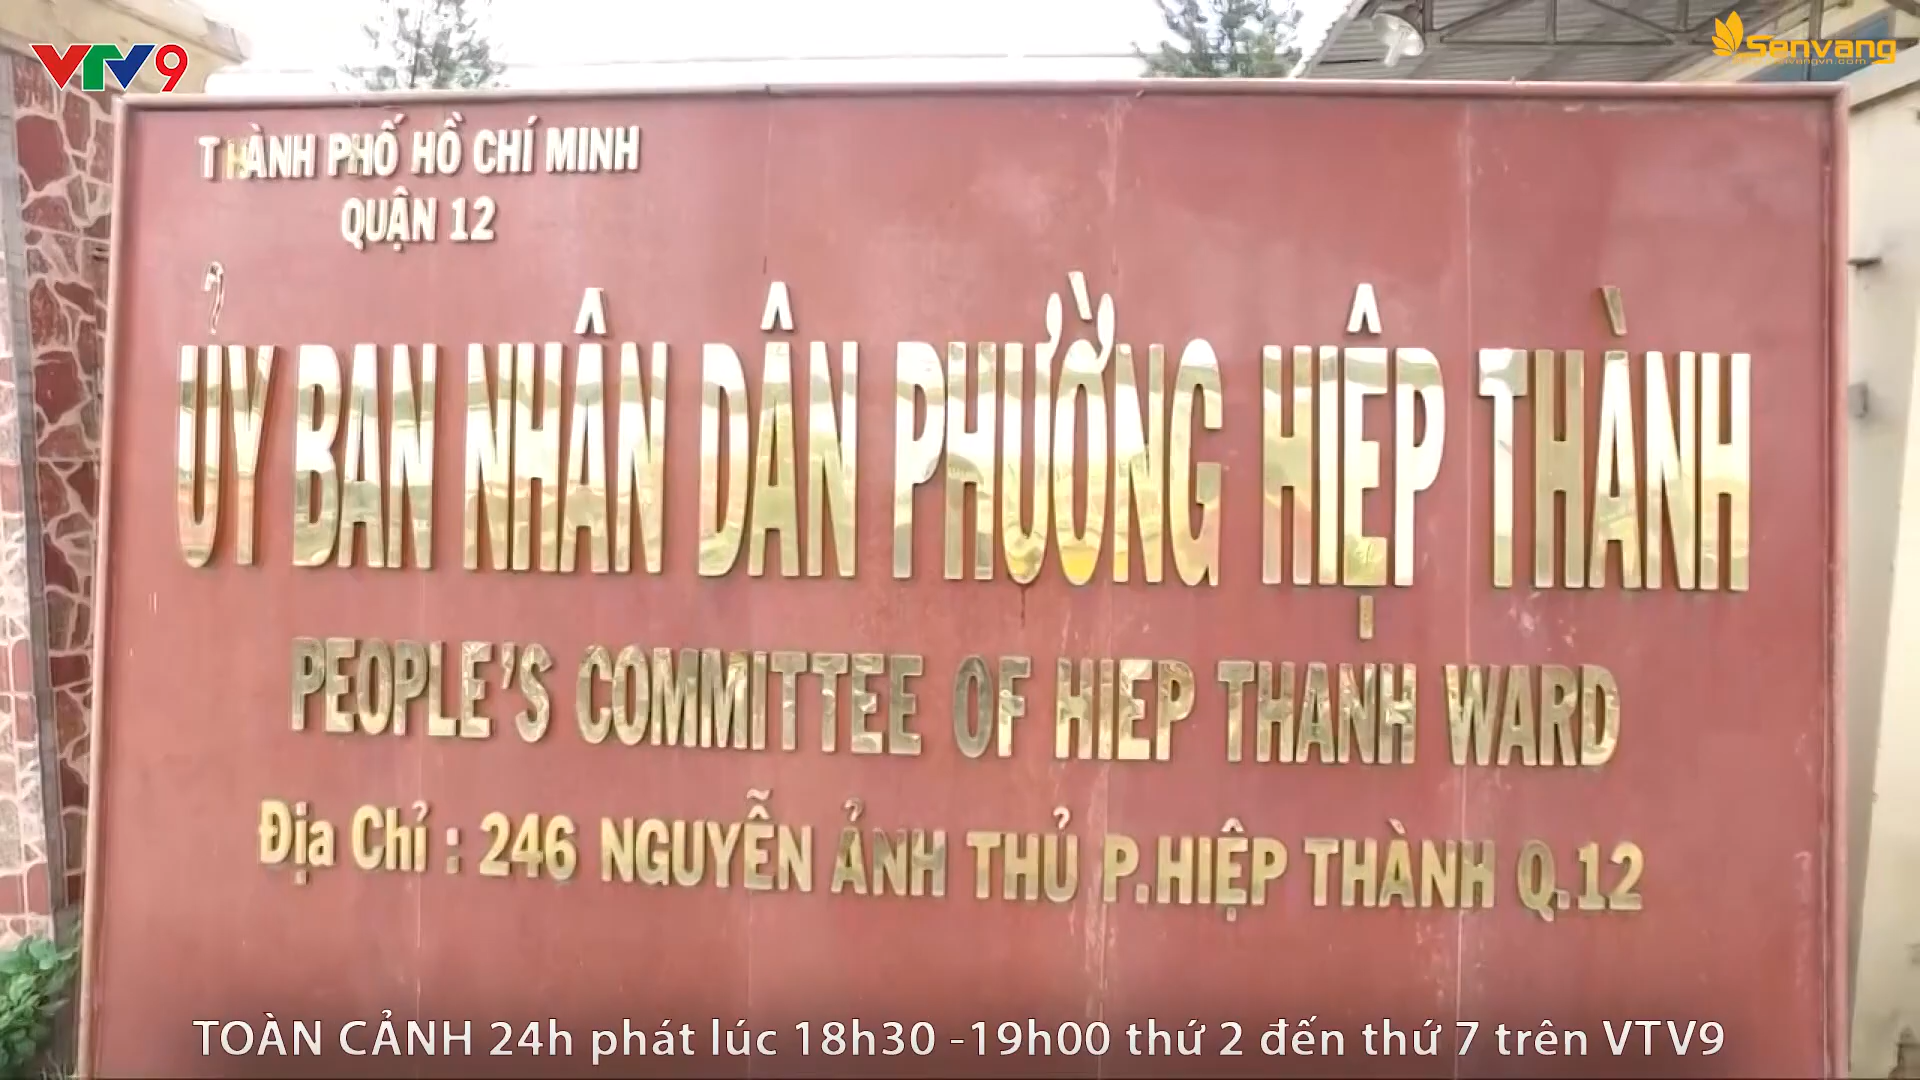 VTV9
Senvang
THÀNH PHỐ HỒ CHÍ MINH
QUẬN 12
ỦY BAN NHÂN DÂN PHƯỜNG HIỆP THÀNH
PEOPLE'S COMMITTEE OF HIEP THANH WARD
Địa Chỉ : 246 NGUYỄN ẢNH THỦ P.HIỆP THÀNH Q.12
TOÀN CẢNH 24h phát lúc 18h30 -19h00 thứ 2 đến thứ 7 trên VTV9